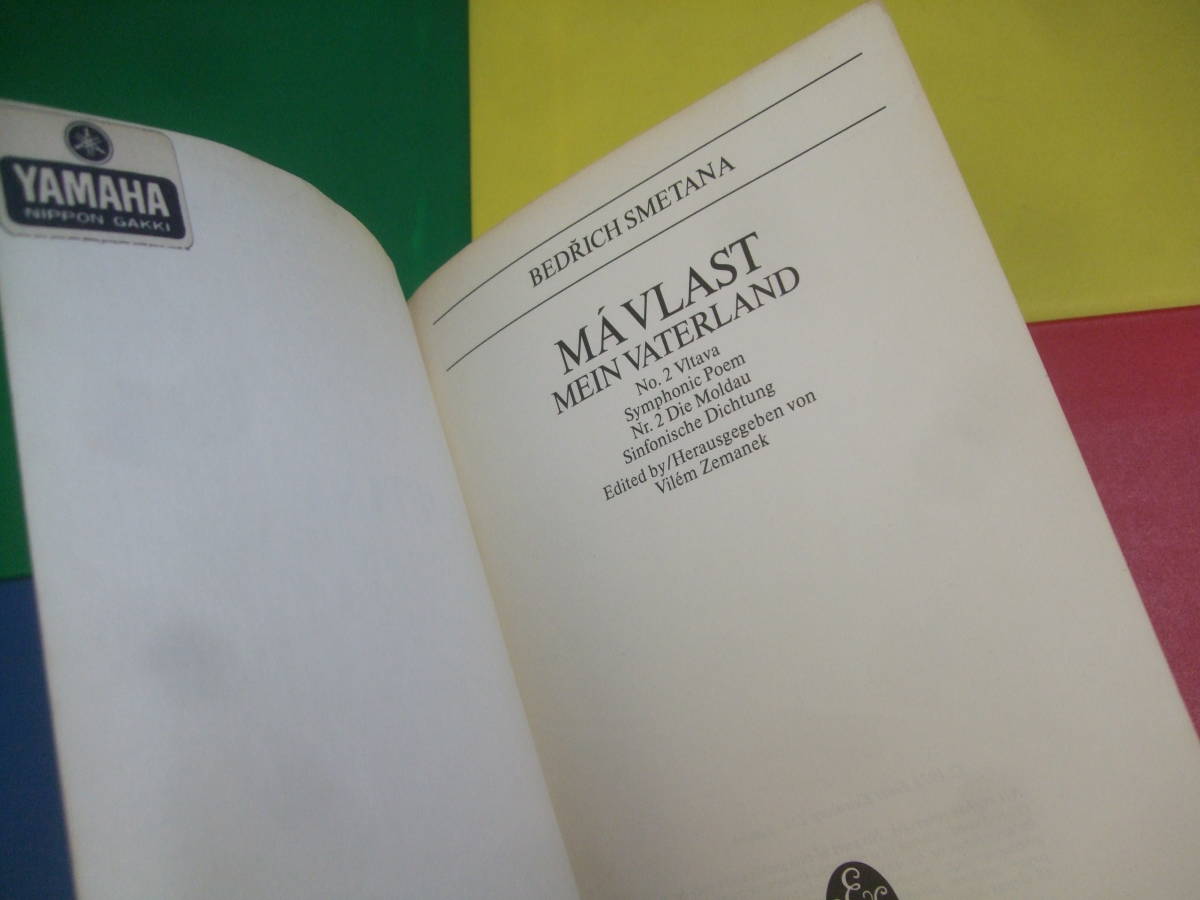 YAMAHA
NIPPON GAKKI
BEDŘICH SMETANA
MÁ VLAST
MEIN VATERLAND
No. 2 Vltava
Symphonic Poem
Nr. 2 Die Moldau
Sinfonische Dichtung
Edited by/Herausgegeben von
Vilém Zemanek